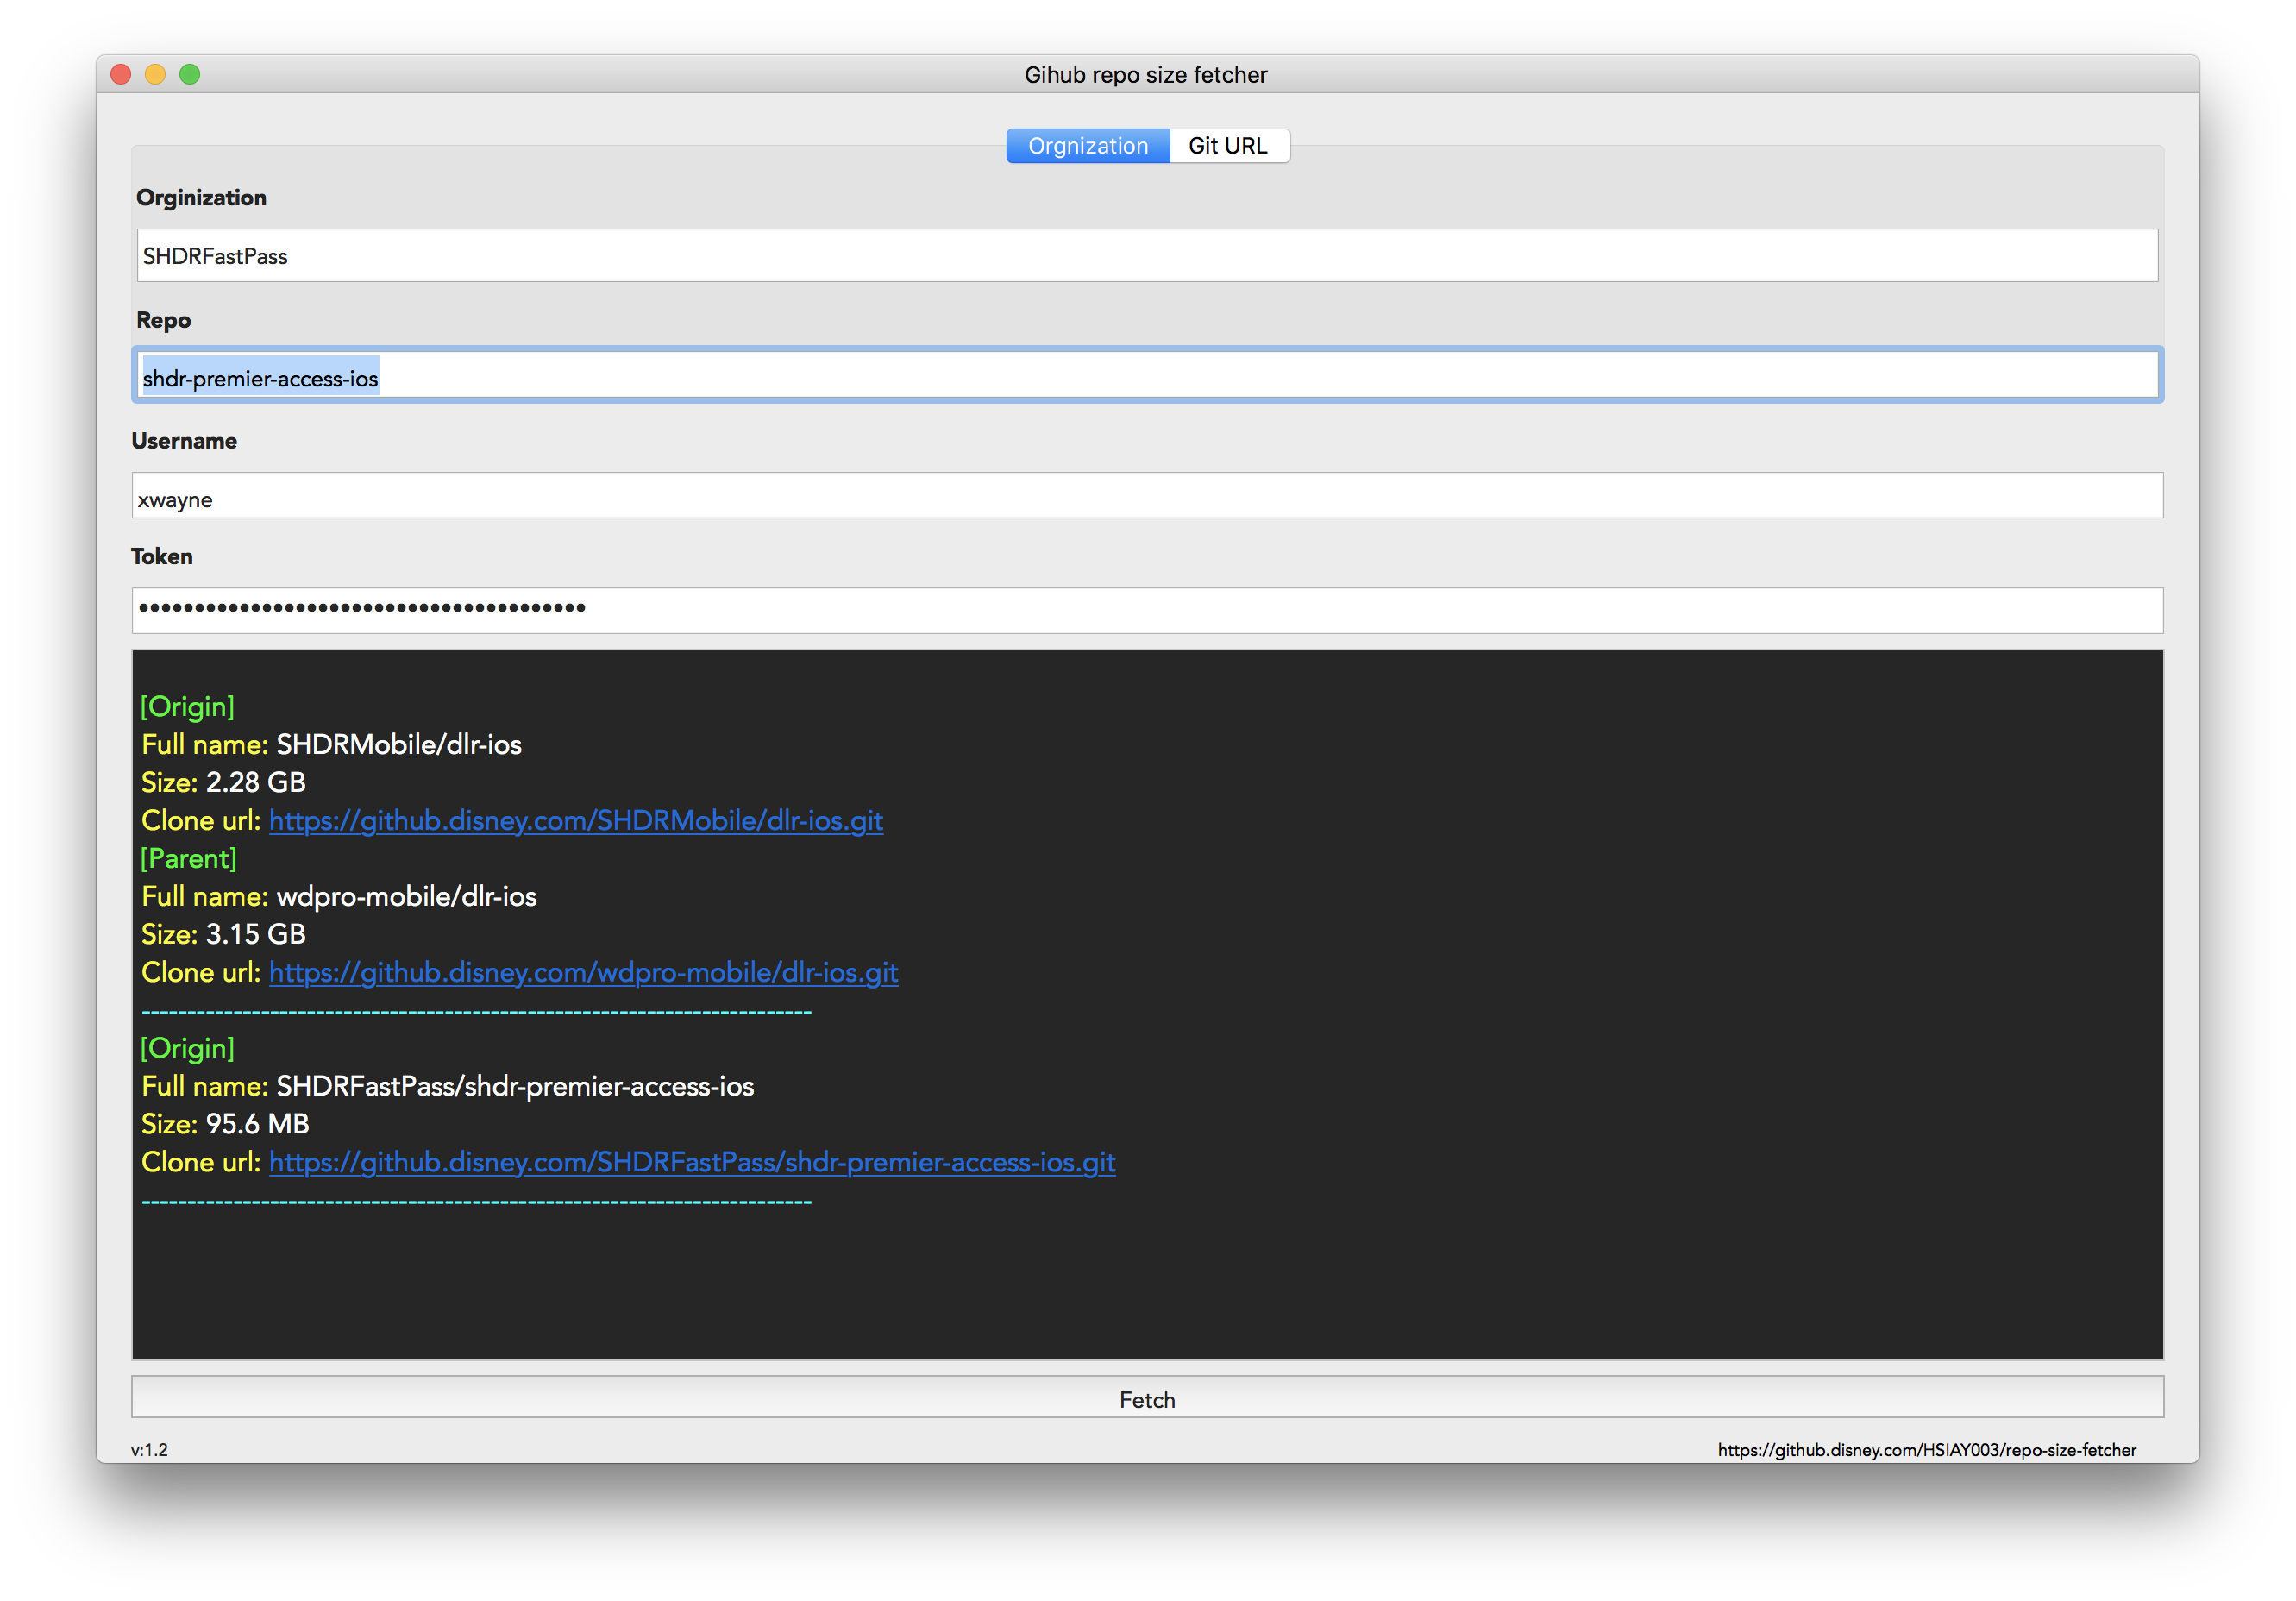 Gihub repo size fetcher
Orgnization Git URL
Orginization
SHDRFastPass
Repo
shdr-premier-access-ios
Username
xwayne
Token
••••••••••••••••••••••••••••••••••••••••
[Origin]
Full name: SHDRMobile/dlr-ios
Size: 2.28 GB
Clone url: https://github.disney.com/SHDRMobile/dlr-ios.git
[Parent]
Full name: wdpro-mobile/dlr-ios
Size: 3.15 GB
Clone url: https://github.disney.com/wdpro-mobile/dlr-ios.git
-------------------------------------------------------------------------
[Origin]
Full name: SHDRFastPass/shdr-premier-access-ios
Size: 95.6 MB
Clone url: https://github.disney.com/SHDRFastPass/shdr-premier-access-ios.git
-------------------------------------------------------------------------
Fetch
v:1.2 https://github.disney.com/HSIAY003/repo-size-fetcher